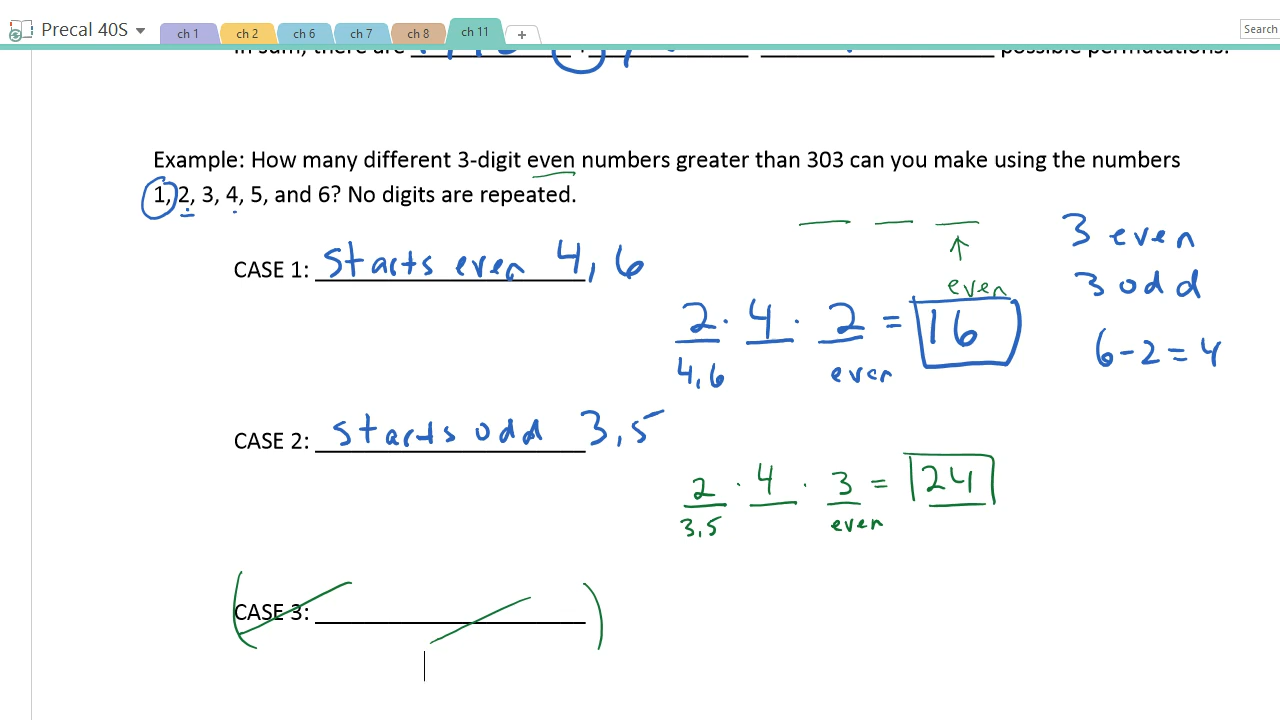 Precal 40S ch 1 ch 2 ch 6 ch 7 ch 8 ch 11 + Search
In sum, there are possible permutations.
Example: How many different 3-digit even numbers greater than 303 can you make using the numbers
1, 2, 3, 4, 5, and 6? No digits are repeated.
3 even
CASE 1: starts even 4, 6
even
3 odd
2 · 4 · 2 = 16
6 - 2 = 4
4, 6 even
CASE 2: starts odd 3, 5
2 · 4 · 3 = 24
3, 5 even
CASE 3: